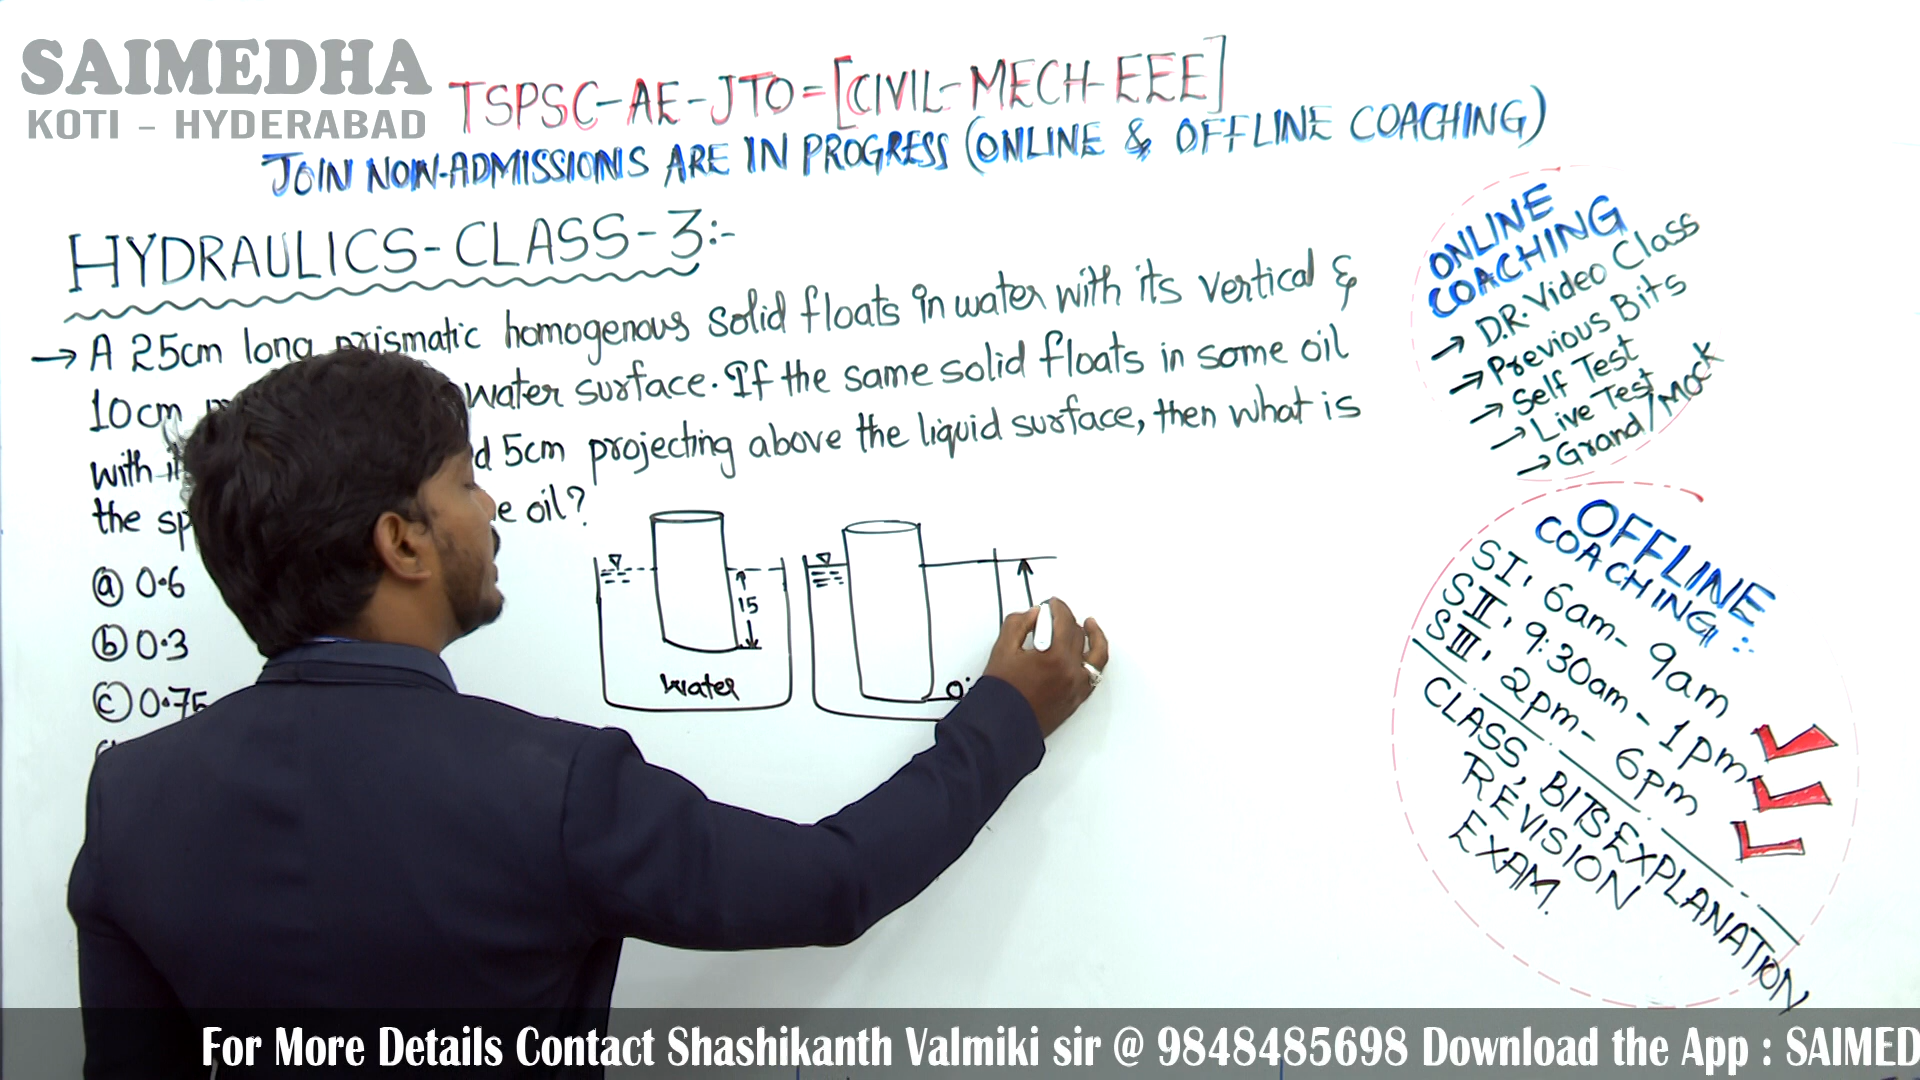 SAIMEDHA
KOTI - HYDERABAD
TSPSC-AE-JTO=[CIVIL-MECH-EEE]
JOIN NOW-ADMISSIONS ARE IN PROGRESS (ONLINE & OFFLINE COACHING)
HYDRAULICS-CLASS-3:-
→ A 25cm long prismatic homogenous solid floats in water with its vertical &
10cm water surface. If the same solid floats in some oil
with 5cm projecting above the liquid surface, then what is
the oil?
ⓐ 0.6
ⓑ 0.3
ⓒ 0.75
15
Water
ONLINE
COACHING
→ D.R. Video Class
→ Previous Bits
→ Self Test
→ Live Test
→ Grand/Mock
OFFLINE
COACHING :
SI, 6am - 9am
SII, 9:30am - 1pm
SIII, 2pm - 6pm
CLASS, BITS EXPLANATION
REVISION
EXAM.
For More Details Contact Shashikanth Valmiki sir @ 9848485698 Download the App : SAIMED